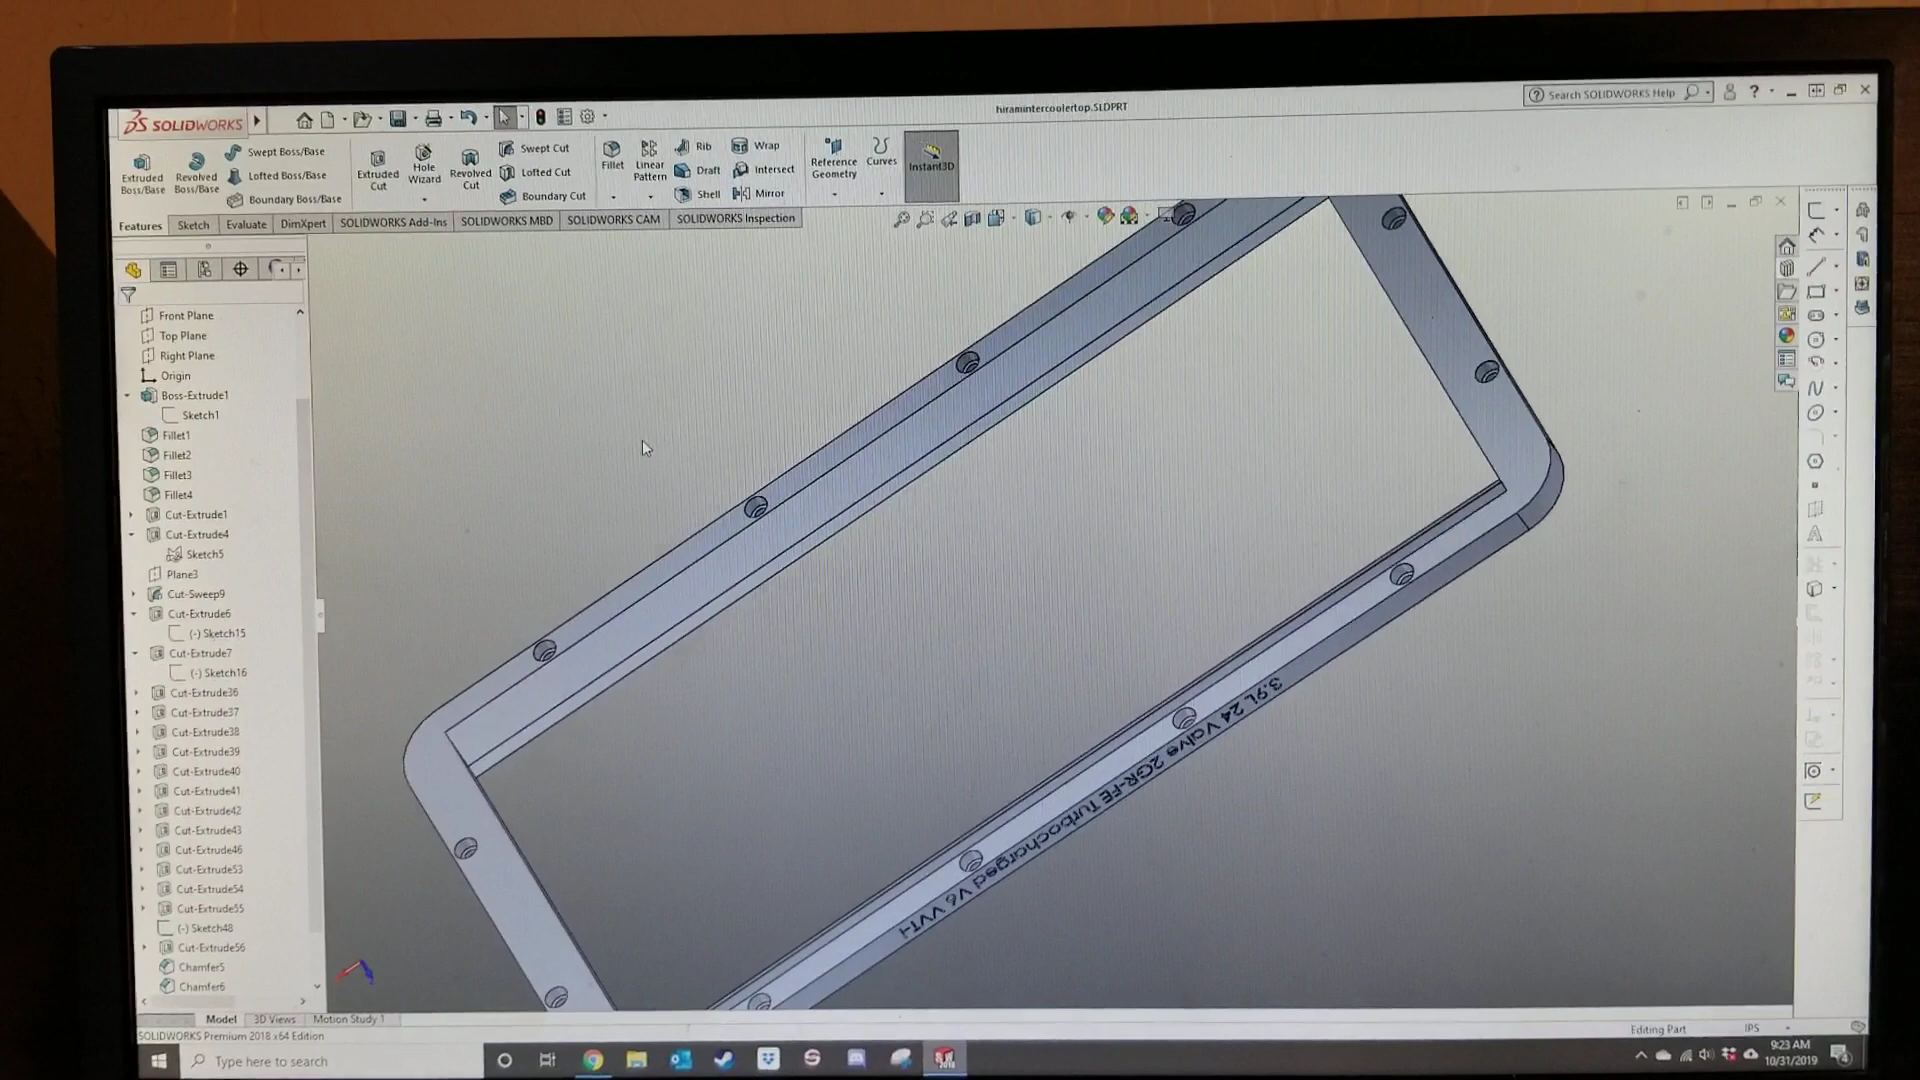 hiramintercoolertop.SLDPRT
Search SOLIDWORKS Help
SOLIDWORKS
Extruded Boss/Base
Revolved Boss/Base
Swept Boss/Base
Lofted Boss/Base
Boundary Boss/Base
Extruded Cut
Hole Wizard
Revolved Cut
Swept Cut
Lofted Cut
Boundary Cut
Fillet
Linear Pattern
Rib
Draft
Shell
Wrap
Intersect
Mirror
Reference Geometry
Curves
Instant3D
Features
Sketch
Evaluate
DimXpert
SOLIDWORKS Add-Ins
SOLIDWORKS MBD
SOLIDWORKS CAM
SOLIDWORKS Inspection
Front Plane
Top Plane
Right Plane
Origin
Boss-Extrude1
Sketch1
Fillet1
Fillet2
Fillet3
Fillet4
Cut-Extrude1
Cut-Extrude4
Sketch5
Plane3
Cut-Sweep9
Cut-Extrude6
(-) Sketch15
Cut-Extrude7
(-) Sketch16
Cut-Extrude36
Cut-Extrude37
Cut-Extrude38
Cut-Extrude39
Cut-Extrude40
Cut-Extrude41
Cut-Extrude42
Cut-Extrude43
Cut-Extrude46
Cut-Extrude53
Cut-Extrude54
Cut-Extrude55
(-) Sketch48
Cut-Extrude56
Chamfer5
Chamfer6
3.9L 24 Valve 2GR-FE Turbocharged V6 VVT-i
Model
3D Views
Motion Study 1
SOLIDWORKS Premium 2018 x64 Edition
Editing Part
IPS
Type here to search
2018
9:23 AM
10/31/2019
4